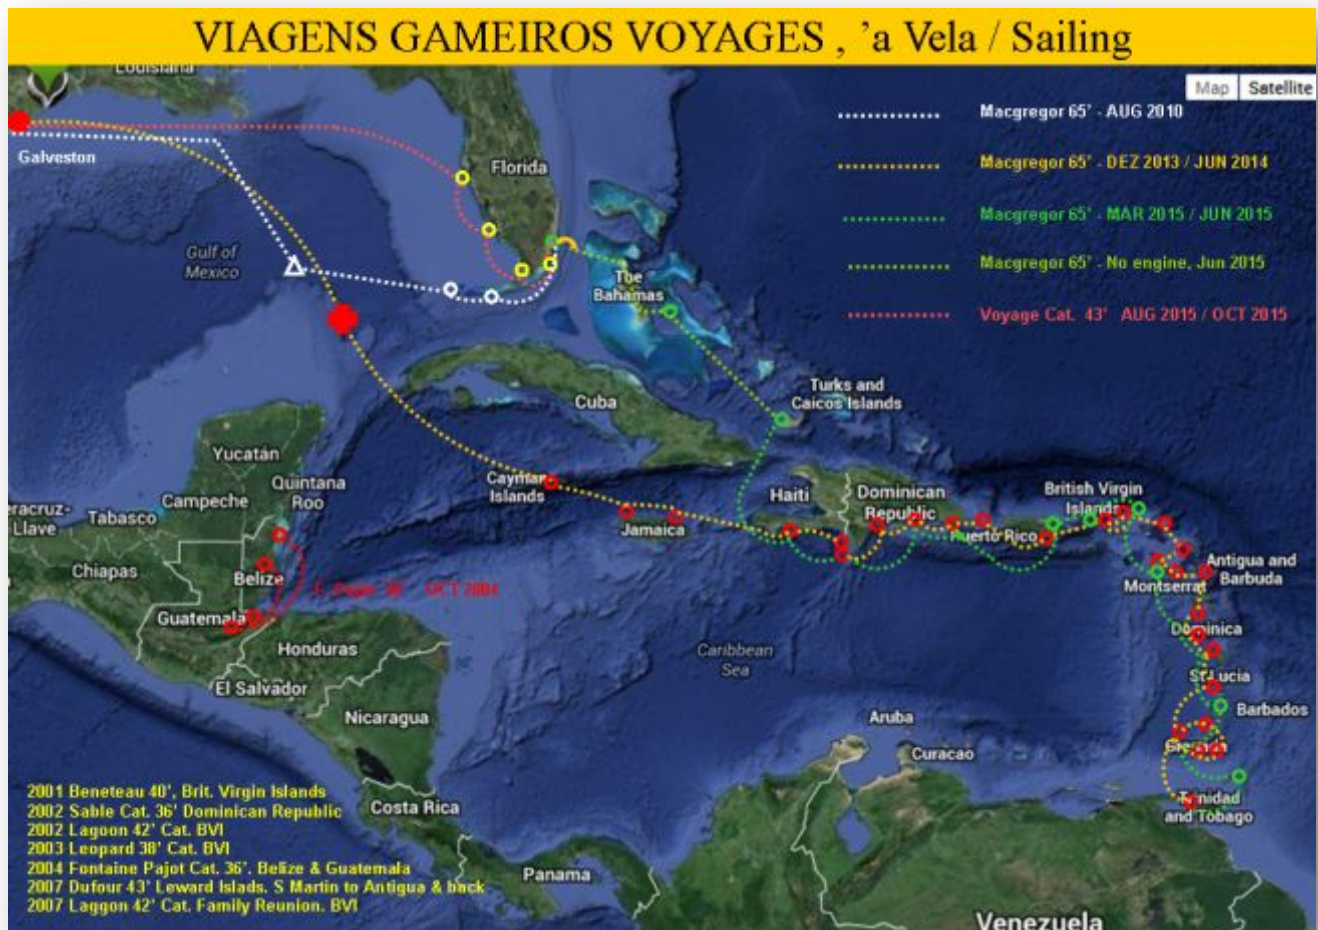 VIAGENS GAMEIROS VOYAGES , 'a Vela / Sailing
Louisiana
Map
Satellite
Macgregor 65' - AUG 2010
Galveston
Florida
Macgregor 65' - DEZ 2013 / JUN 2014
Macgregor 65' - MAR 2015 / JUN 2015
Gulf of
Mexico
Macgregor 65' - No engine, Jun 2015
The
Bahamas
Voyage Cat. 43' AUG 2015 / OCT 2015
Turks and
Caicos Islands
Cuba
Yucatán
Quintana
Roo
Cayman
Islands
Campeche
Haiti
Dominican
Republic
British Virgin
Islands
eracruz-
Llave
Tabasco
Jamaica
Puerto Rico
Antigua and
Barbuda
Chiapas
Belize
Montserrat
OCT 2004
Guatemala
Dominica
Honduras
Caribbean
Sea
St Lucia
El Salvador
Barbados
Nicaragua
Aruba
Curacao
Grenada
2001 Beneteau 40', Brit. Virgin Islands
2002 Sable Cat. 36' Dominican Republic
2002 Lagoon 42' Cat. BVI
2003 Leopard 38' Cat. BVI
2004 Fontaine Pajot Cat. 36'. Belize & Guatemala
2007 Dufour 43' Leward Islads. S Martin to Antigua & back
2007 Laggon 42' Cat. Family Reunion. BVI
Costa Rica
Trinidad
and Tobago
Panama
Venezuela